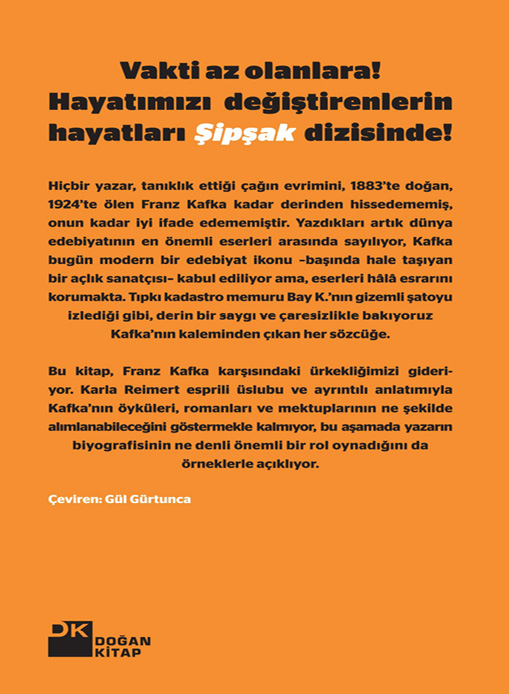 Vakti az olanlara!
Hayatımızı değiştirenlerin
hayatları Şipşak dizisinde!
Hiçbir yazar, tanıklık ettiği çağın evrimini, 1883’te doğan,
1924’te ölen Franz Kafka kadar derinden hissedememiş,
onun kadar iyi ifade edememiştir. Yazdıkları artık dünya
edebiyatının en önemli eserleri arasında sayılıyor, Kafka
bugün modern bir edebiyat ikonu –başında hale taşıyan
bir açlık sanatçısı– kabul ediliyor ama, eserleri hâlâ esrarını
korumakta. Tıpkı kadastro memuru Bay K.’nın gizemli şatoyu
izlediği gibi, derin bir saygı ve çaresizlikle bakıyoruz
Kafka’nın kaleminden çıkan her sözcüğe.
Bu kitap, Franz Kafka karşısındaki ürkekliğimizi gideri-
yor. Karla Reimert esprili üslubu ve ayrıntılı anlatımıyla
Kafka’nın öyküleri, romanları ve mektuplarının ne şekilde
alımlanabileceğini göstermekle kalmıyor, bu aşamada yazarın
biyografisinin ne denli önemli bir rol oynadığını da
örneklerle açıklıyor.
Çeviren: Gül Gürtunca
DK
DOĞAN
KİTAP